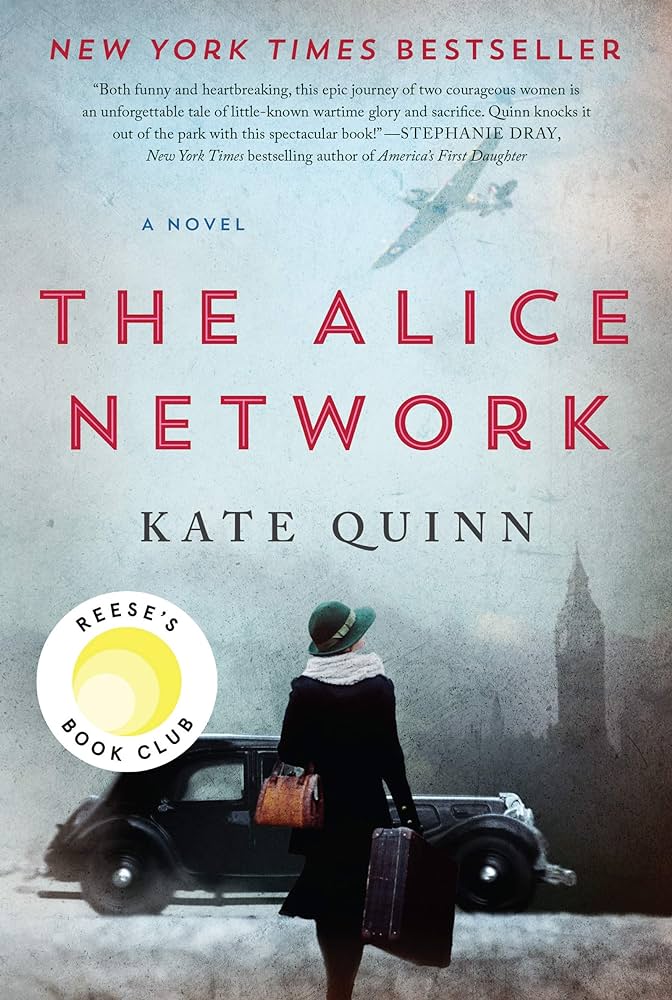 NEW YORK TIMES BESTSELLER
“Both funny and heartbreaking, this epic journey of two courageous women is
an unforgettable tale of little-known wartime glory and sacrifice. Quinn knocks it
out of the park with this spectacular book!” —STEPHANIE DRAY,
New York Times bestselling author of America’s First Daughter
A NOVEL
THE ALICE
NETWORK
KATE QUINN
REESE’S
BOOK CLUB